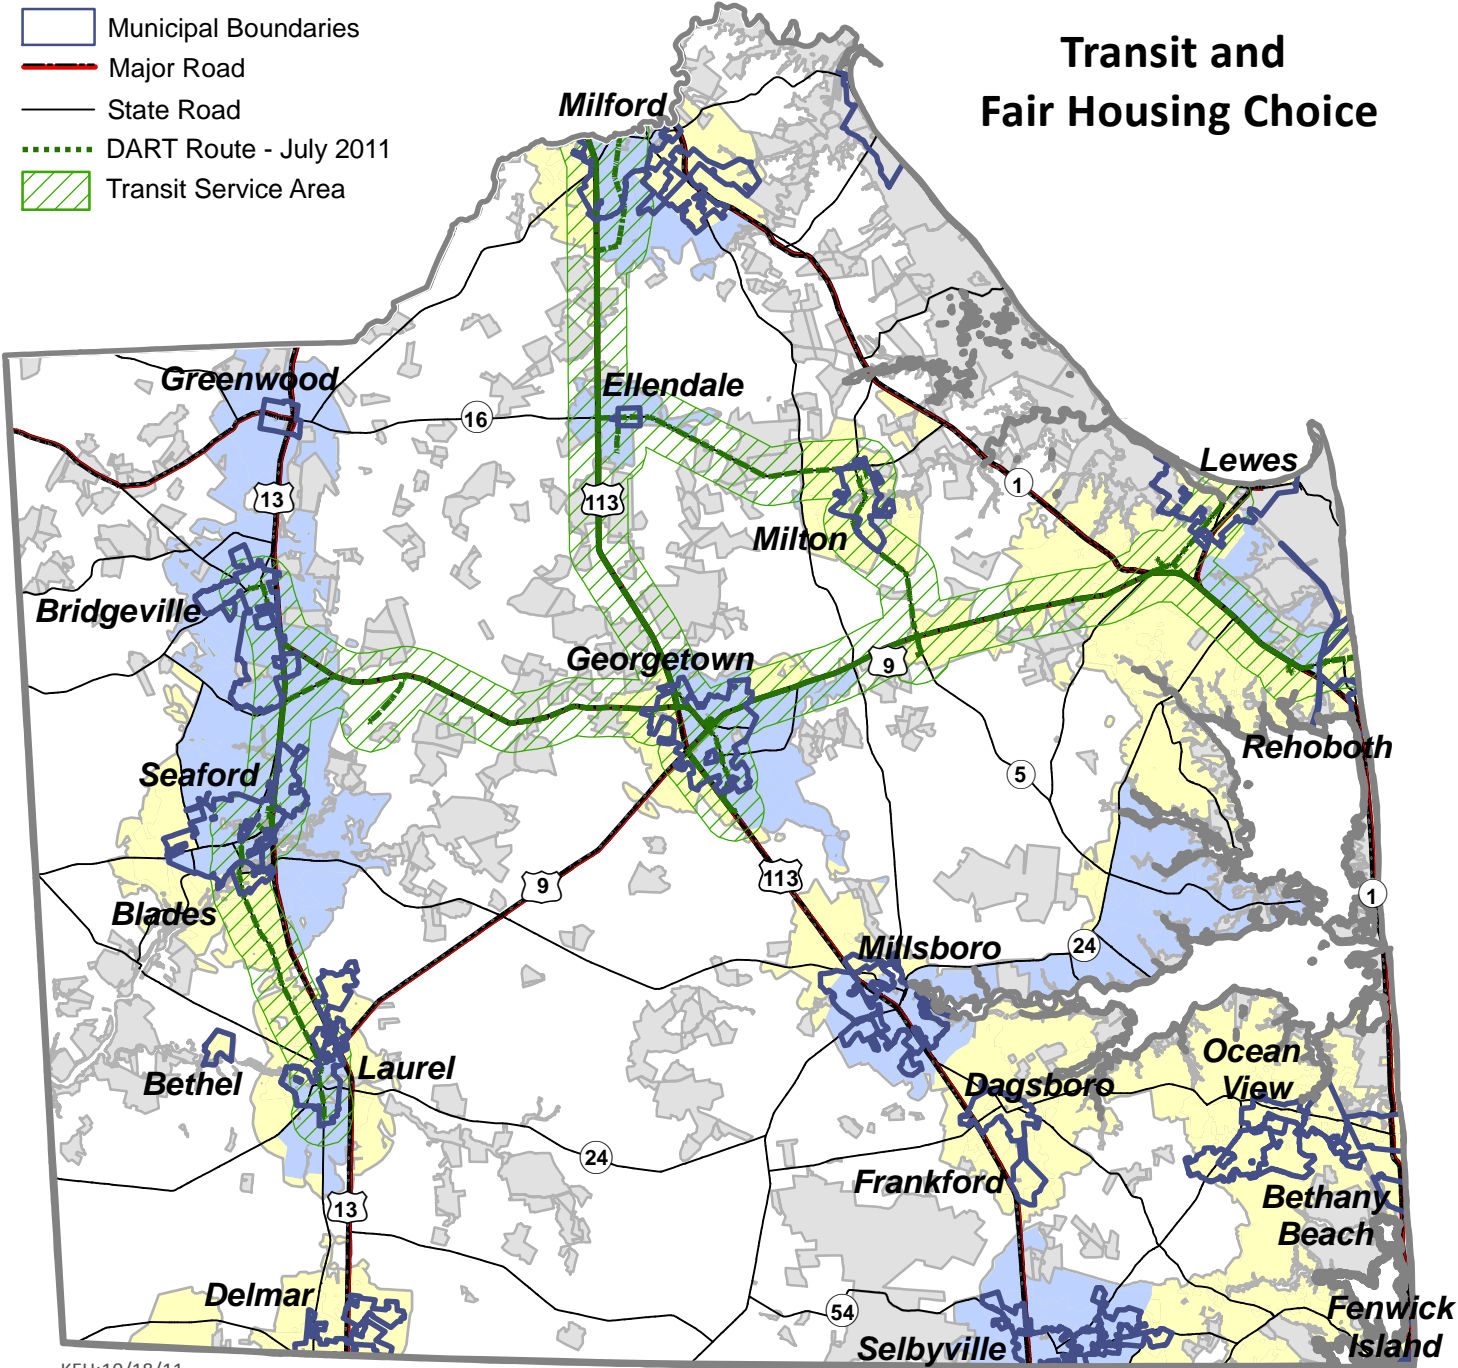 Municipal Boundaries
Major Road
State Road
DART Route - July 2011
Transit Service Area
Transit and
Fair Housing Choice
Milford
Greenwood
Ellendale
16
13
113
1
Lewes
Milton
Bridgeville
Georgetown
9
Rehoboth
Seaford
5
113
9
1
Blades
Millsboro
24
Ocean
View
Laurel
Bethel
Dagsboro
24
Frankford
Bethany
Beach
13
Delmar
54
Fenwick
Island
Selbyville